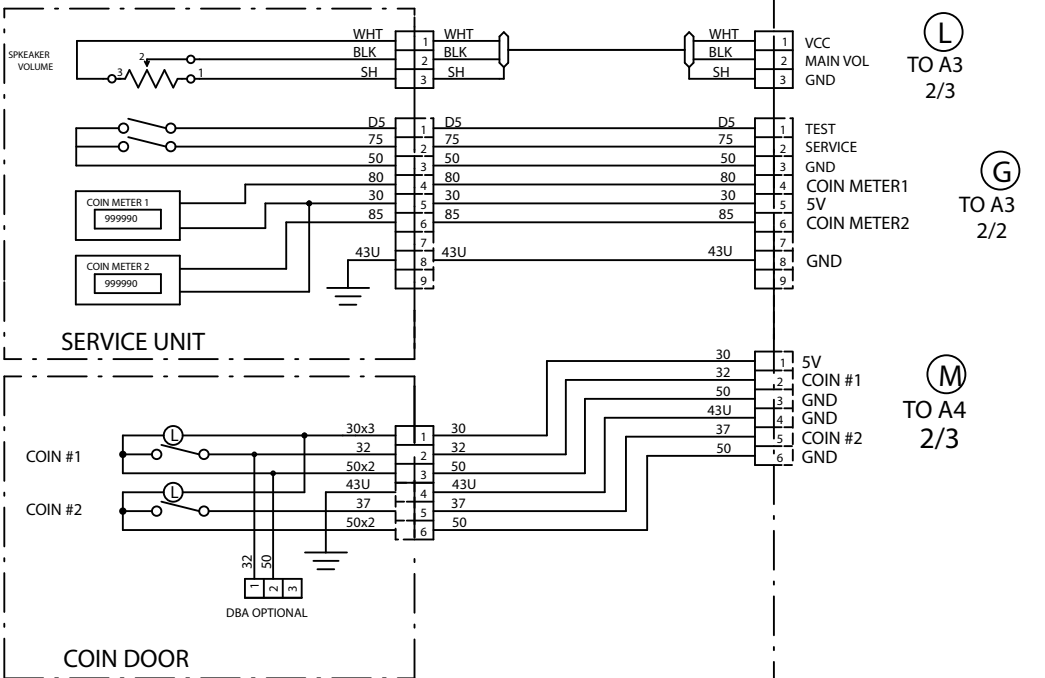 SPKEAKER
VOLUME
2
3
1
WHT
BLK
SH
1
2
3
WHT
BLK
SH
WHT
BLK
SH
1
2
3
VCC
MAIN VOL
GND
L
TO A3
2/3
D5
75
50
80
30
85
43U
1
2
3
4
5
6
7
8
9
D5
75
50
80
30
85
43U
D5
75
50
80
30
85
43U
1
2
3
4
5
6
7
8
9
TEST
SERVICE
GND
COIN METER1
5V
COIN METER2
GND
G
TO A3
2/2
COIN METER 1
999990
COIN METER 2
999990
SERVICE UNIT
30
32
50
43U
37
50
1
2
3
4
5
6
5V
COIN #1
GND
GND
COIN #2
GND
M
TO A4
2/3
COIN #1
L
COIN #2
L
30x3
32
50x2
43U
37
50x2
1
2
3
4
5
6
30
32
50
43U
37
50
32
50
1
2
3
DBA OPTIONAL
COIN DOOR